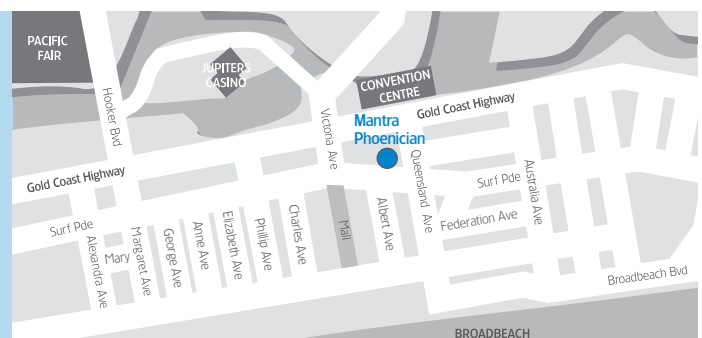 PACIFIC
FAIR
JUPITERS
CASINO
CONVENTION
CENTRE
Hooker Bvd
Gold Coast Highway
Mantra
Phoenician
Victoria Ave
Queensland Ave
Gold Coast Highway
Surf Pde
Australia Ave
Surf Pde
Alexandra Ave
Mary
Margaret Ave
George Ave
Anne Ave
Elizabeth Ave
Phillip Ave
Charles Ave
Mall
Albert Ave
Federation Ave
Broadbeach Bvd
BROADBEACH